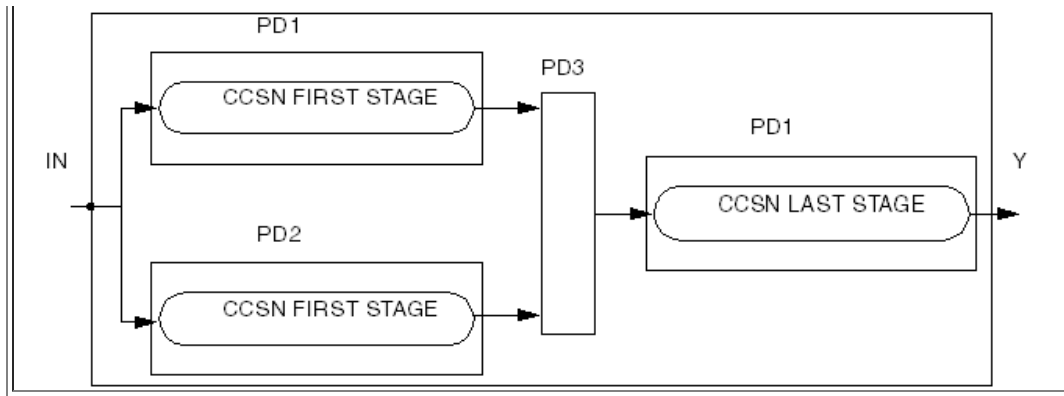 PD1
CCSN FIRST STAGE
PD3
PD1
IN
CCSN LAST STAGE
Y
PD2
CCSN FIRST STAGE